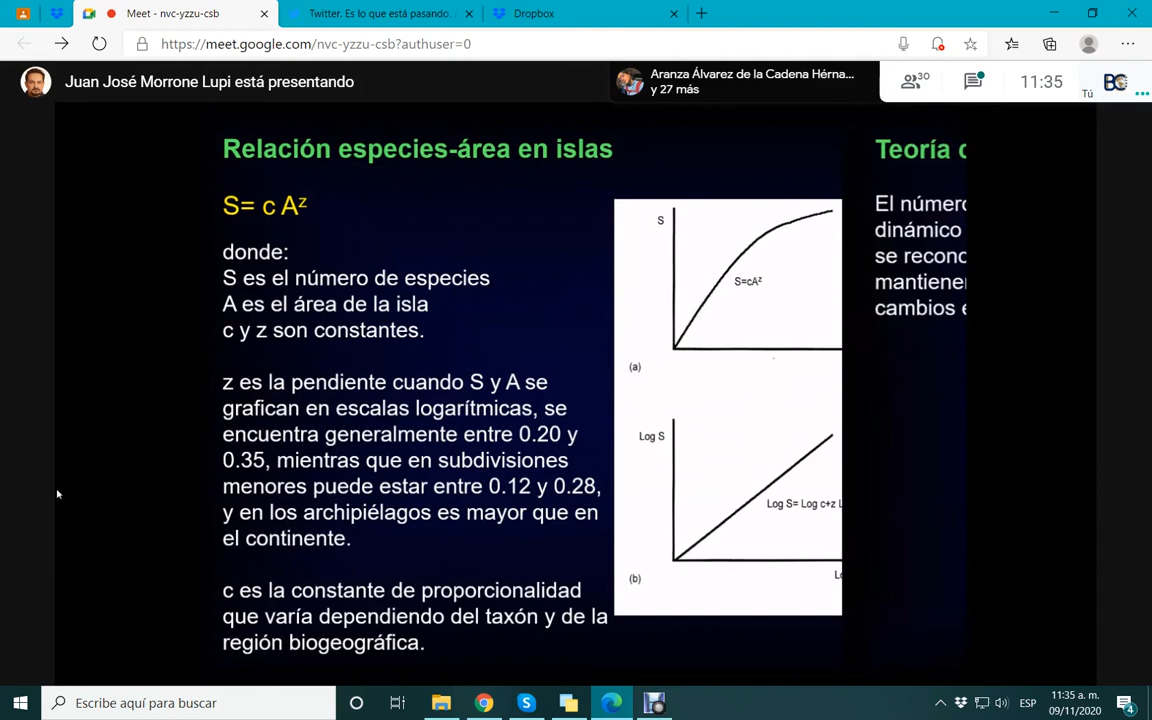 Meet - nvc-yzzu-csb
Twitter. Es lo que está pasando.
Dropbox
https://meet.google.com/nvc-yzzu-csb?authuser=0
Juan José Morrone Lupi está presentando
Aranza Álvarez de la Cadena Hérna...
y 27 más
30
11:35
Tú
Relación especies-área en islas
S= c Aᶻ
donde:
S es el número de especies
A es el área de la isla
c y z son constantes.
z es la pendiente cuando S y A se
grafican en escalas logarítmicas, se
encuentra generalmente entre 0.20 y
0.35, mientras que en subdivisiones
menores puede estar entre 0.12 y 0.28,
y en los archipiélagos es mayor que en
el continente.
c es la constante de proporcionalidad
que varía dependiendo del taxón y de la
región biogeográfica.
S
S=cAᶻ
(a)
Log S
Log S= Log c+z L
(b)
Teoría
El número
dinámico
se recono
mantiene
cambios e
Escribe aquí para buscar
ESP
11:35 a. m.
09/11/2020
4